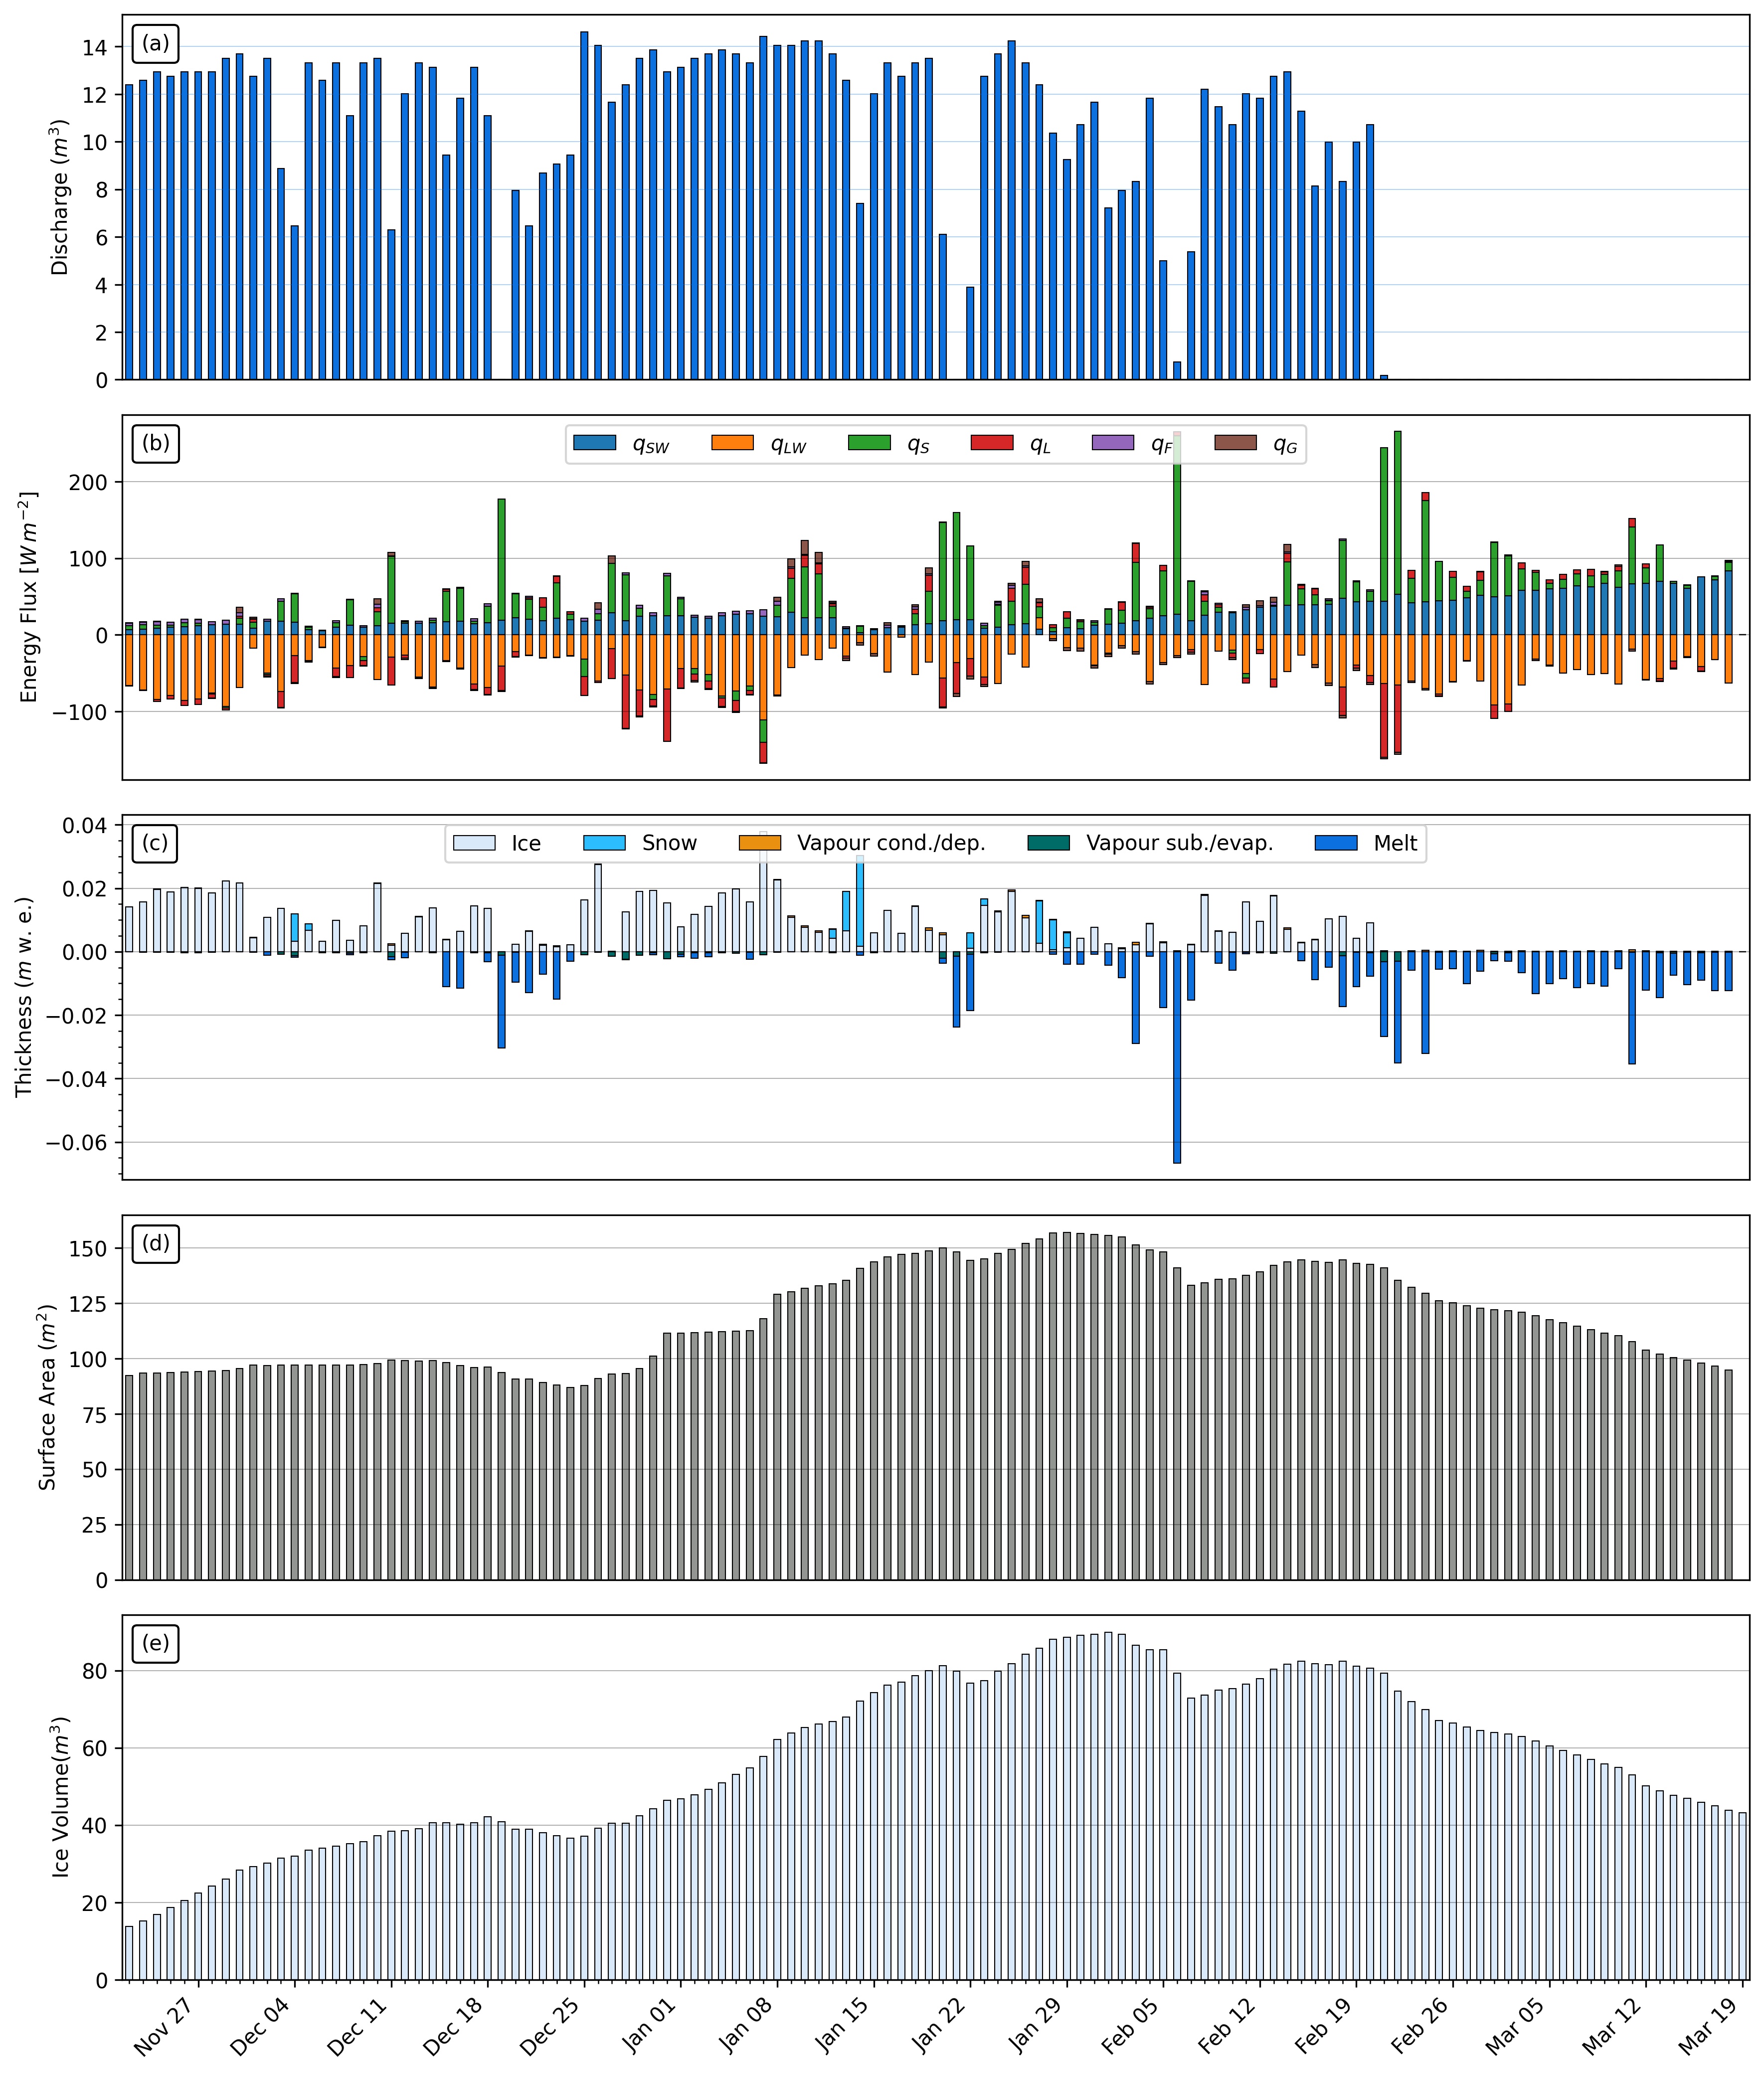 (a)
Discharge (m³)
14
12
10
8
6
4
2
0
(b)
q_SW q_LW q_S q_L q_F q_G
Energy Flux [W m⁻²]
200
100
0
−100
(c)
Ice Snow Vapour cond./dep. Vapour sub./evap. Melt
Thickness (m w. e.)
0.04
0.02
0.00
−0.02
−0.04
−0.06
(d)
Surface Area (m²)
150
125
100
75
50
25
0
(e)
Ice Volume(m³)
80
60
40
20
0
Nov 27 Dec 04 Dec 11 Dec 18 Dec 25 Jan 01 Jan 08 Jan 15 Jan 22 Jan 29 Feb 05 Feb 12 Feb 19 Feb 26 Mar 05 Mar 12 Mar 19